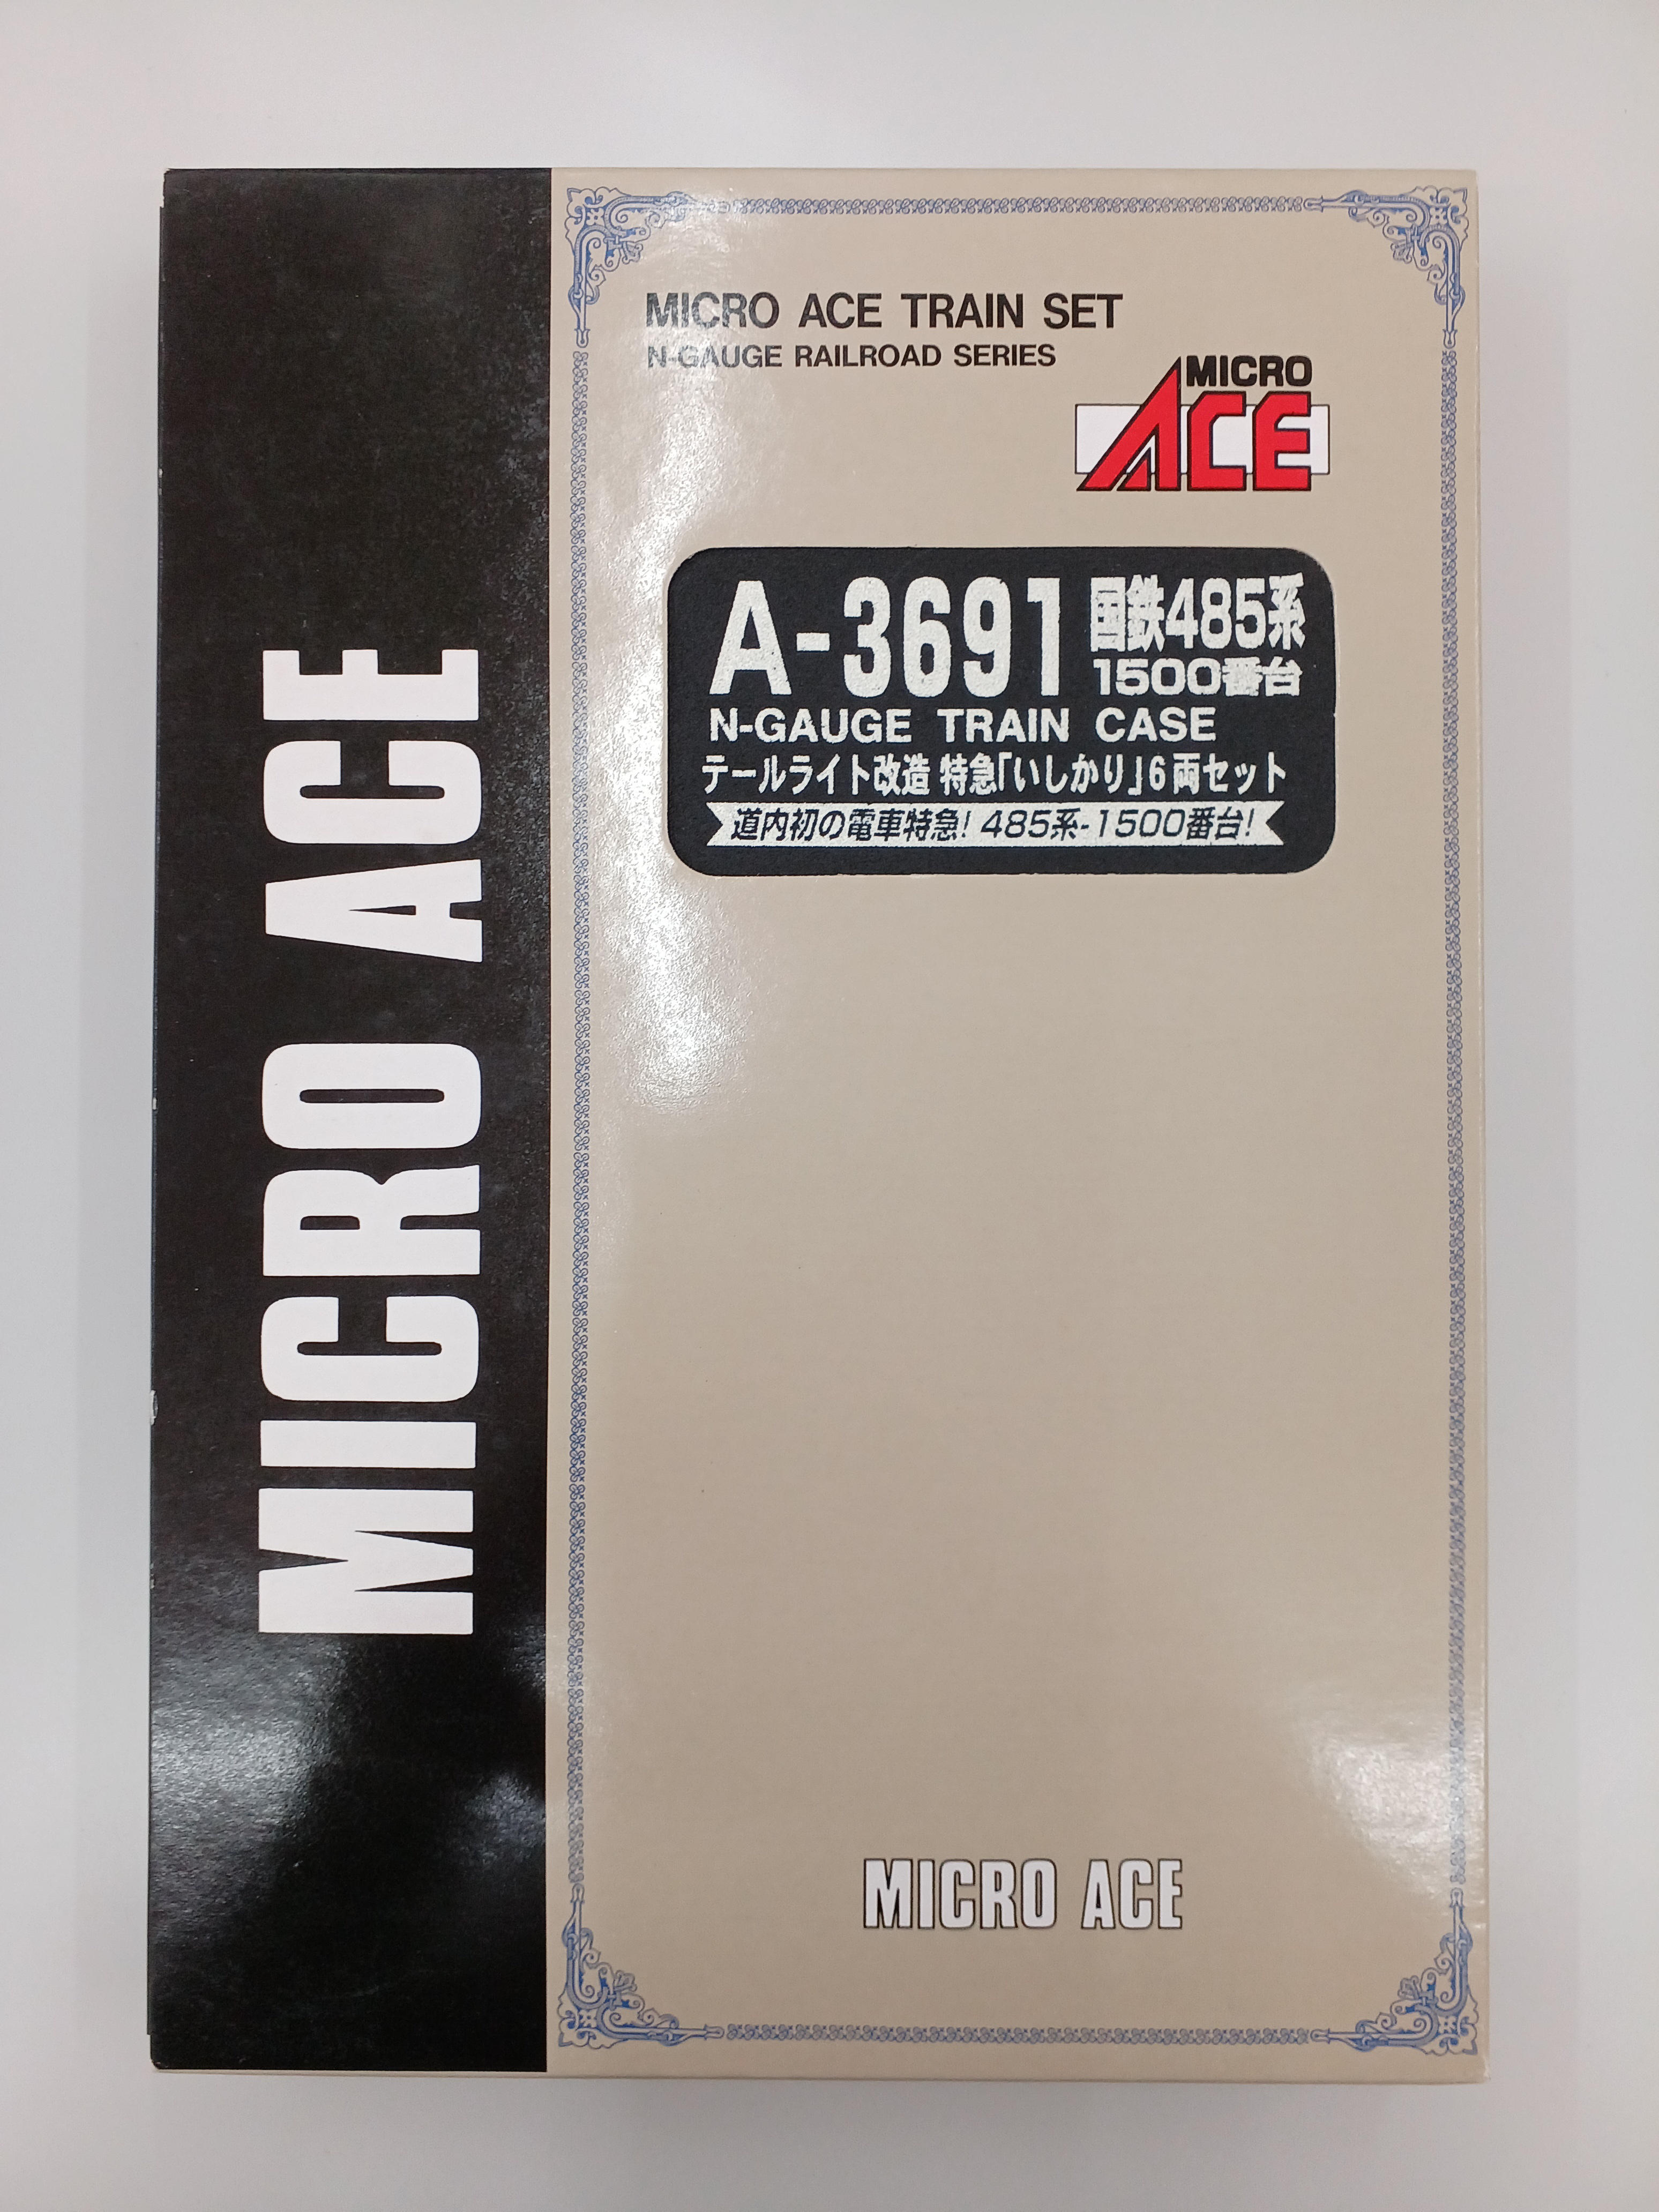 MICRO ACE
MICRO ACE TRAIN SET
N-GAUGE RAILROAD SERIES
MICRO
ACE
A-3691 国鉄485系
1500番台
N-GAUGE TRAIN CASE
テールライト改造 特急「いしかり」6両セット
道内初の電車特急! 485系-1500番台!
MICRO ACE